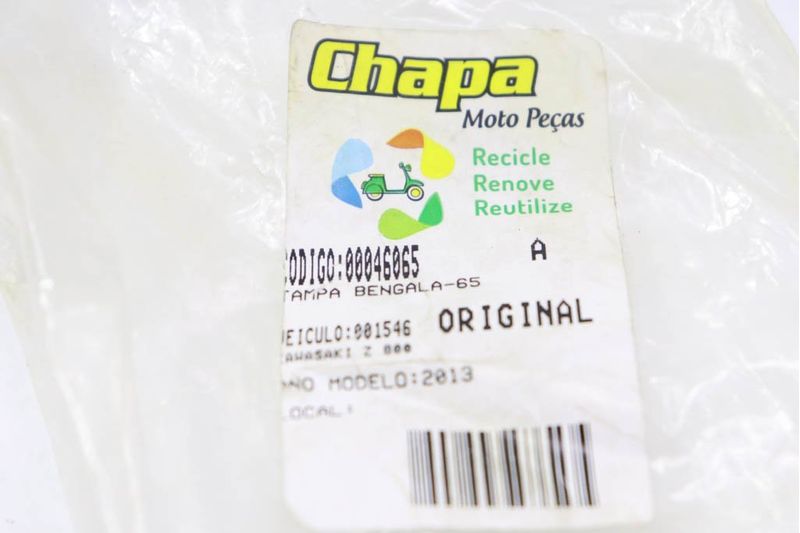 Chapa
Moto Peças
Recicle
Renove
Reutilize
CODIGO:00046065 A
TAMPA BENGALA-65
VEICULO:001546 ORIGINAL
KAWASAKI Z 800
ANO MODELO:2013
LOCAL: